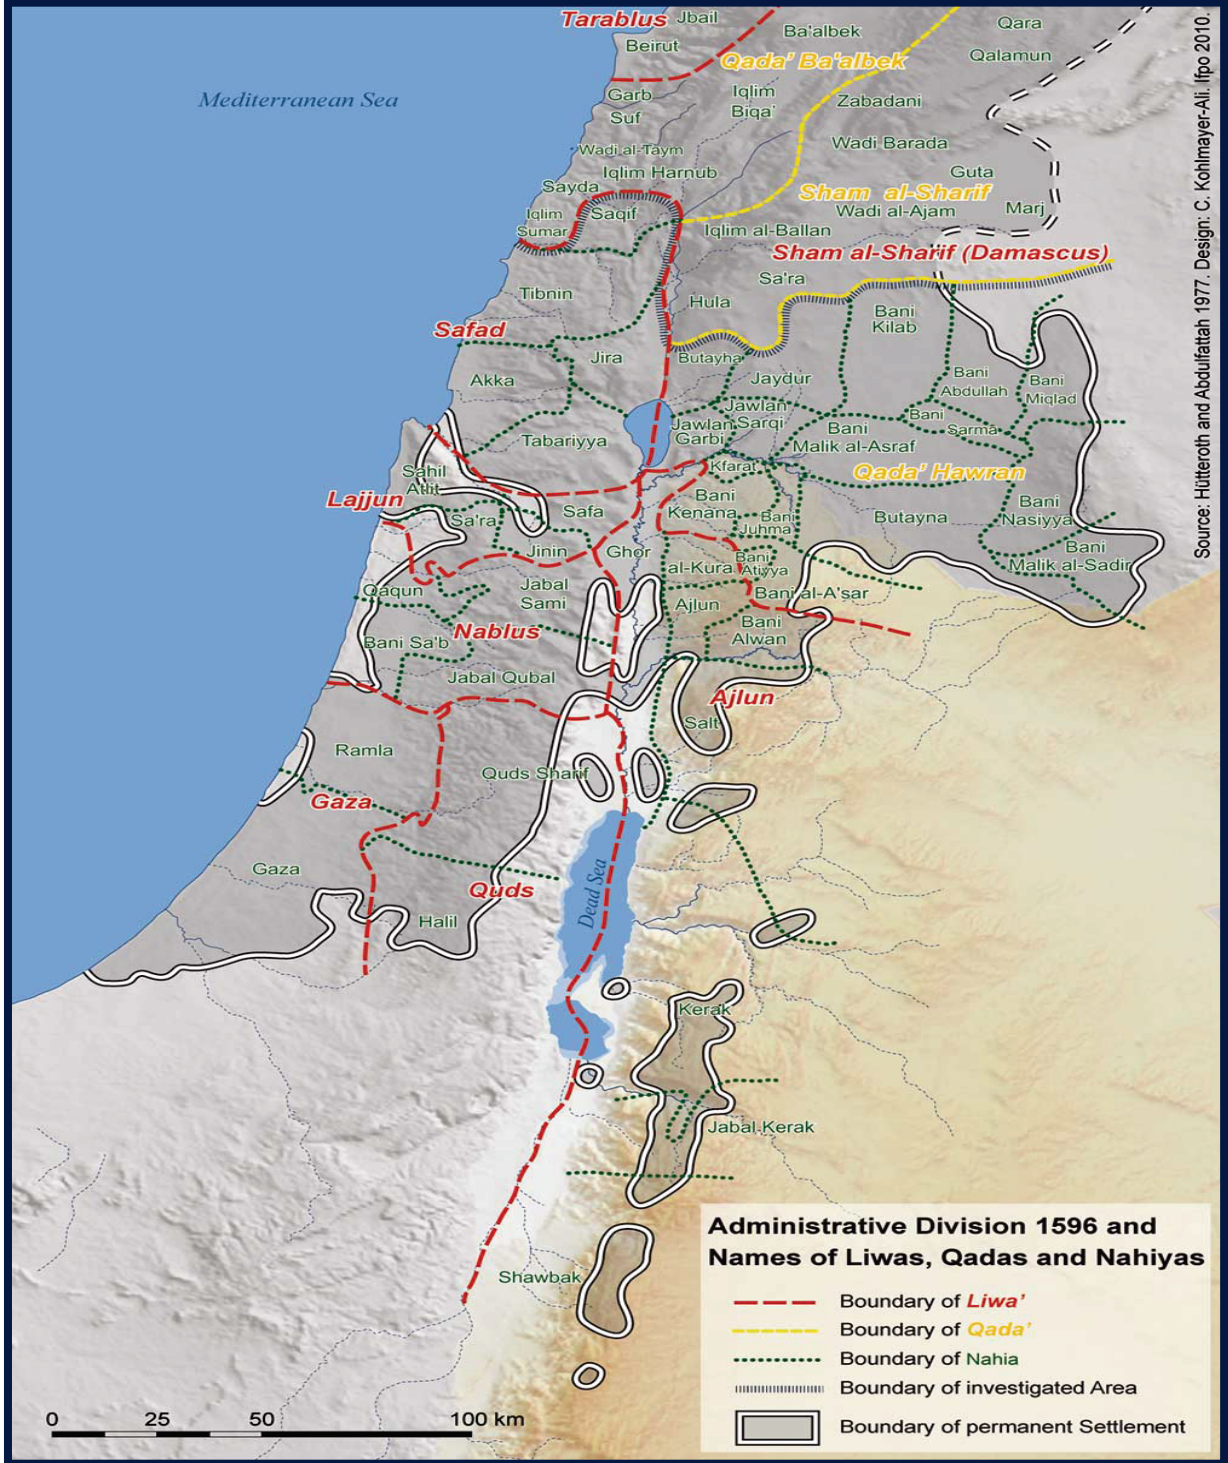 Tarablus
Jbail
Beirut
Ba'albek
Qara
Qalamun
Qada' Ba'albek
Mediterranean Sea
Garb
Suf
Iqlim
Biqa'
Zabadani
Wadi Barada
Wadi al-Taym
Iqlim Harnub
Guta
Sayda
Sham al-Sharif
Wadi al-Ajam
Marj
Iqlim
Sumar
Saqif
Iqlim al-Ballan
Sham al-Sharif (Damascus)
Sa'ra
Tibnin
Hula
Bani
Kilab
Safad
Jira
Butayha
Akka
Jaydur
Bani
Abdullah
Bani
Miqlad
Jawlan
Sarqi
Jawlan
Garbi
Bani
Sarma
Bani
Malik al-Asraf
Tabariyya
Kfarat
Qada' Hawran
Sahil
Atlit
Lajjun
Sa'ra
Safa
Bani
Kenana
Bani
Juhma
Butayna
Bani
Nasiyya
Jinin
Ghor
al-Kura
Bani
Atiyya
Bani
Malik al-Sadir
Qaqun
Jabal
Sami
Ajlun
Bani al-A'sar
Bani Sa'b
Nablus
Bani
Alwan
Jabal Qubal
Ajlun
Salt
Ramla
Quds Sharif
Gaza
Gaza
Dead Sea
Quds
Halil
Kerak
Jabal Kerak
Shawbak
Source: Hütteroth and Abdulfattah 1977. Design: C. Kohlmayer-Ali. Ifpo 2010.
Administrative Division 1596 and
Names of Liwas, Qadas and Nahiyas
Boundary of Liwa'
Boundary of Qada'
Boundary of Nahia
Boundary of investigated Area
Boundary of permanent Settlement
0 25 50 100 km